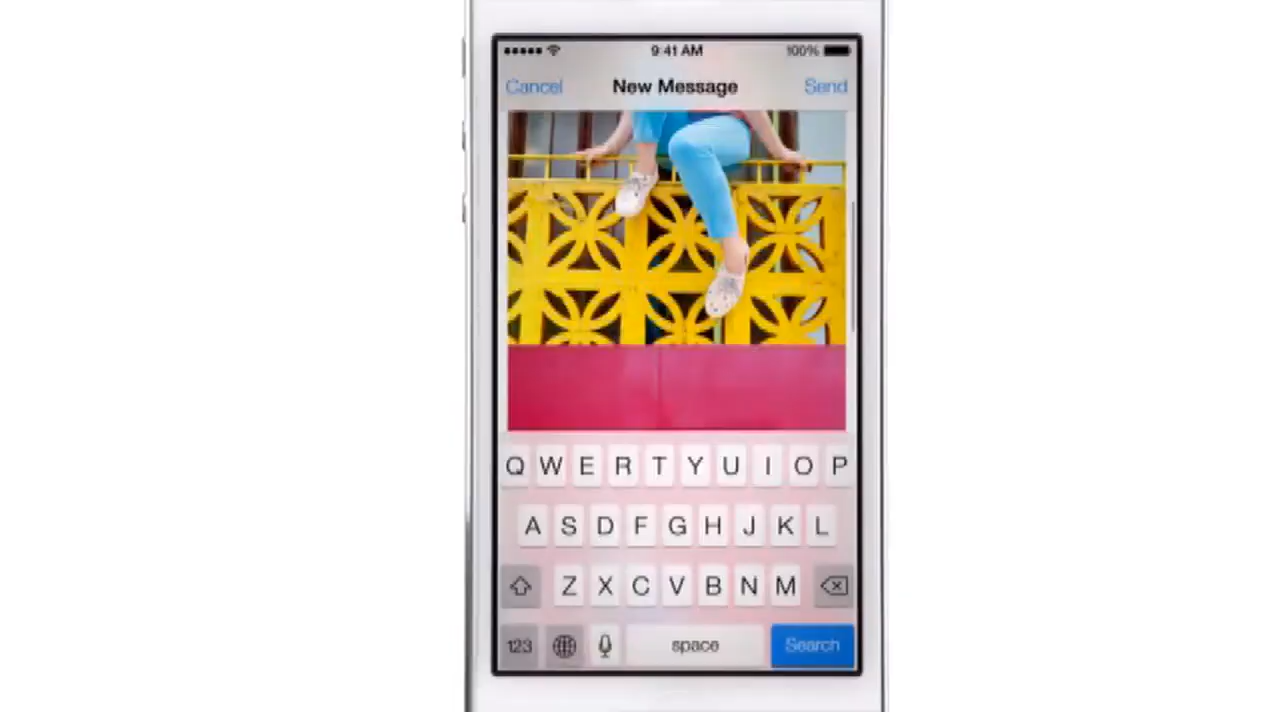 9:41 AM 100%
Cancel New Message Send
Q W E R T Y U I O P
A S D F G H J K L
Z X C V B N M
123 space Search